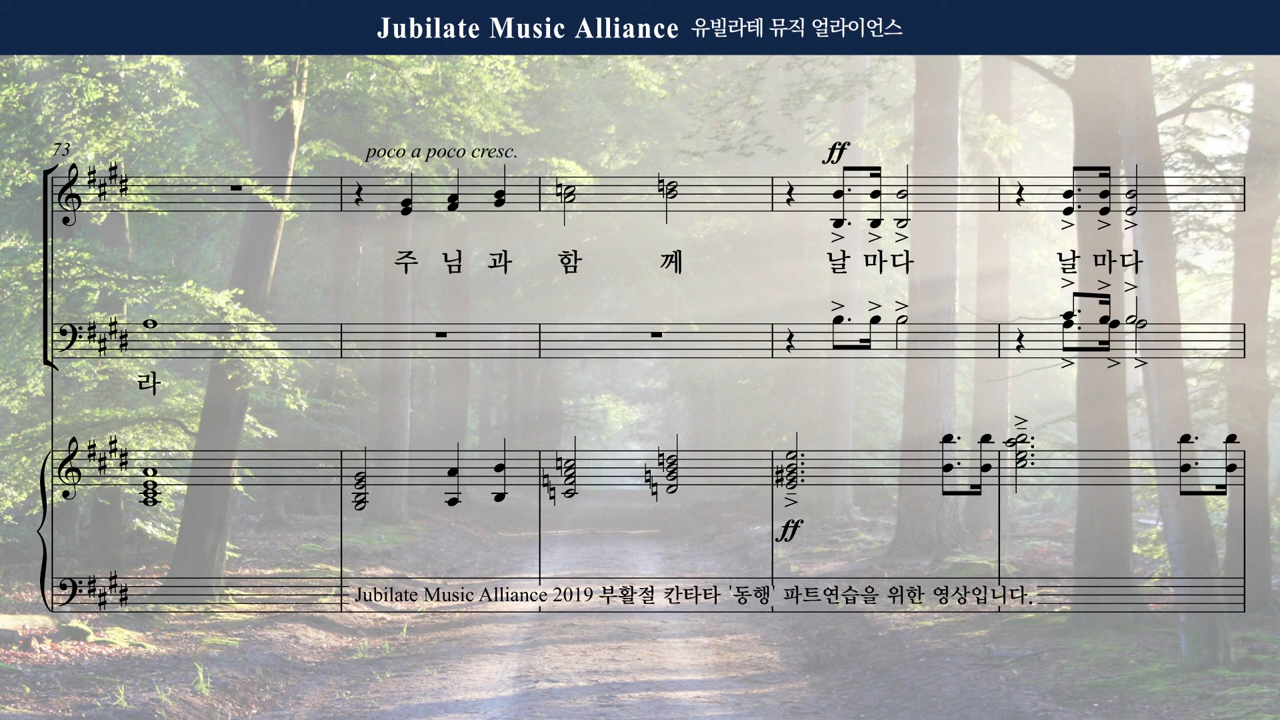 Jubilate Music Alliance 유빌라테 뮤직 얼라이언스
73
poco a poco cresc.
ff
주 님 과 함 께 날 마 다 날 마 다
라
ff
Jubilate Music Alliance 2019 부활절 칸타타 '동행' 파트연습을 위한 영상입니다.